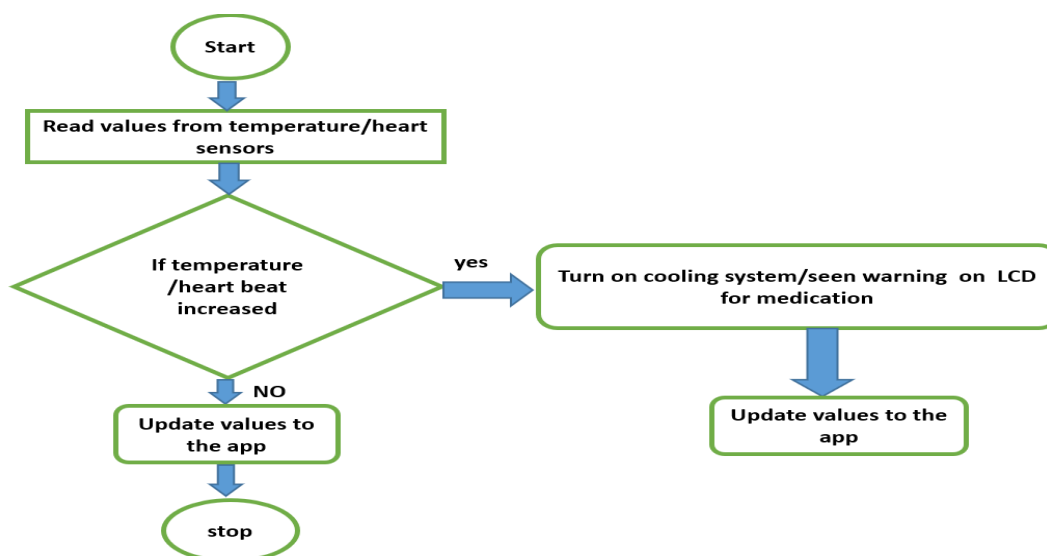 Start
Read values from temperature/heart
sensors
If temperature
/heart beat
increased
yes
Turn on cooling system/seen warning on LCD
for medication
NO
Update values to
the app
Update values to the
app
stop